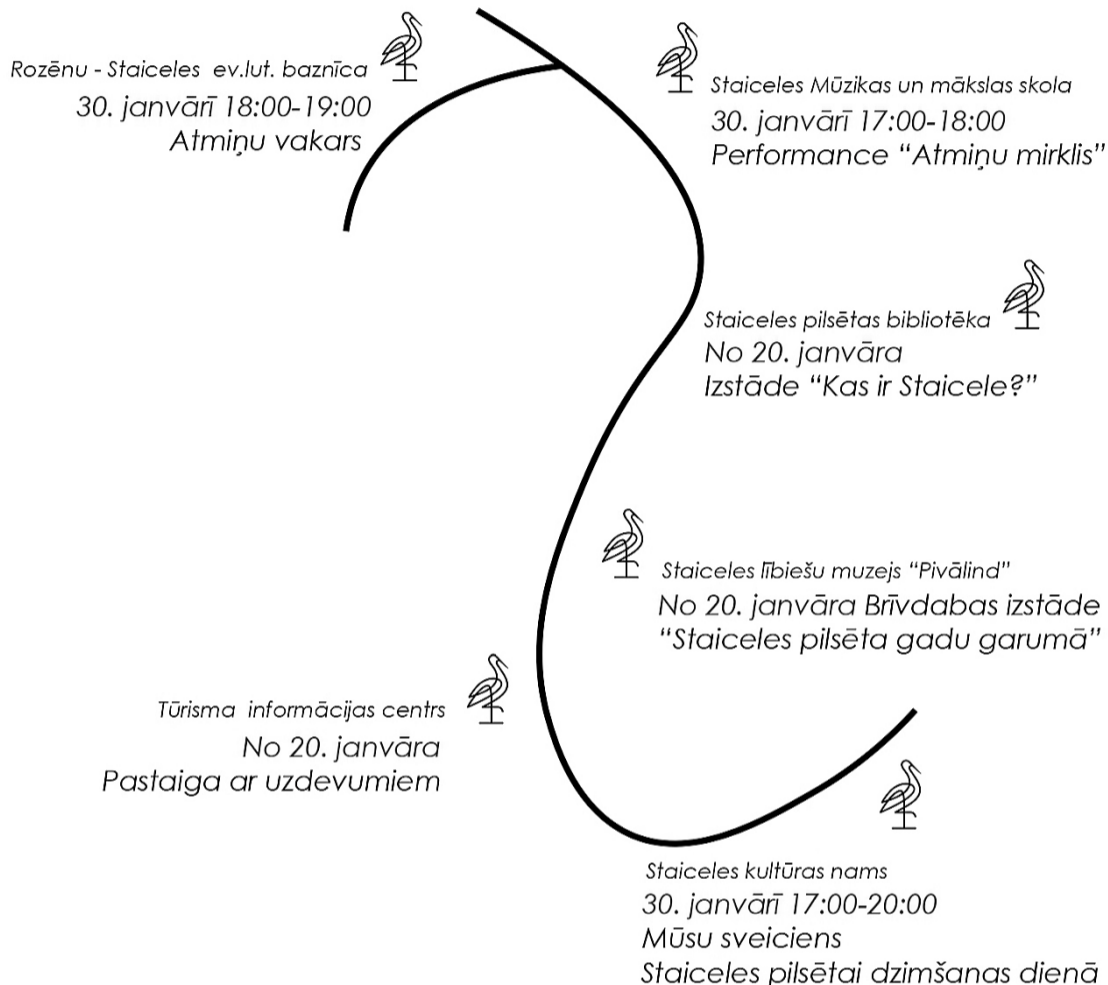 Rozēnu - Staiceles ev.lut. baznīca
30. janvārī 18:00-19:00
Atmiņu vakars
Staiceles Mūzikas un mākslas skola
30. janvārī 17:00-18:00
Performance “Atmiņu mirklis”
Staiceles pilsētas bibliotēka
No 20. janvāra
Izstāde “Kas ir Staicele?”
Staiceles lībiešu muzejs “Pivālind”
No 20. janvāra Brīvdabas izstāde
“Staiceles pilsēta gadu garumā”
Tūrisma informācijas centrs
No 20. janvāra
Pastaiga ar uzdevumiem
Staiceles kultūras nams
30. janvārī 17:00-20:00
Mūsu sveiciens
Staiceles pilsētai dzimšanas dienā